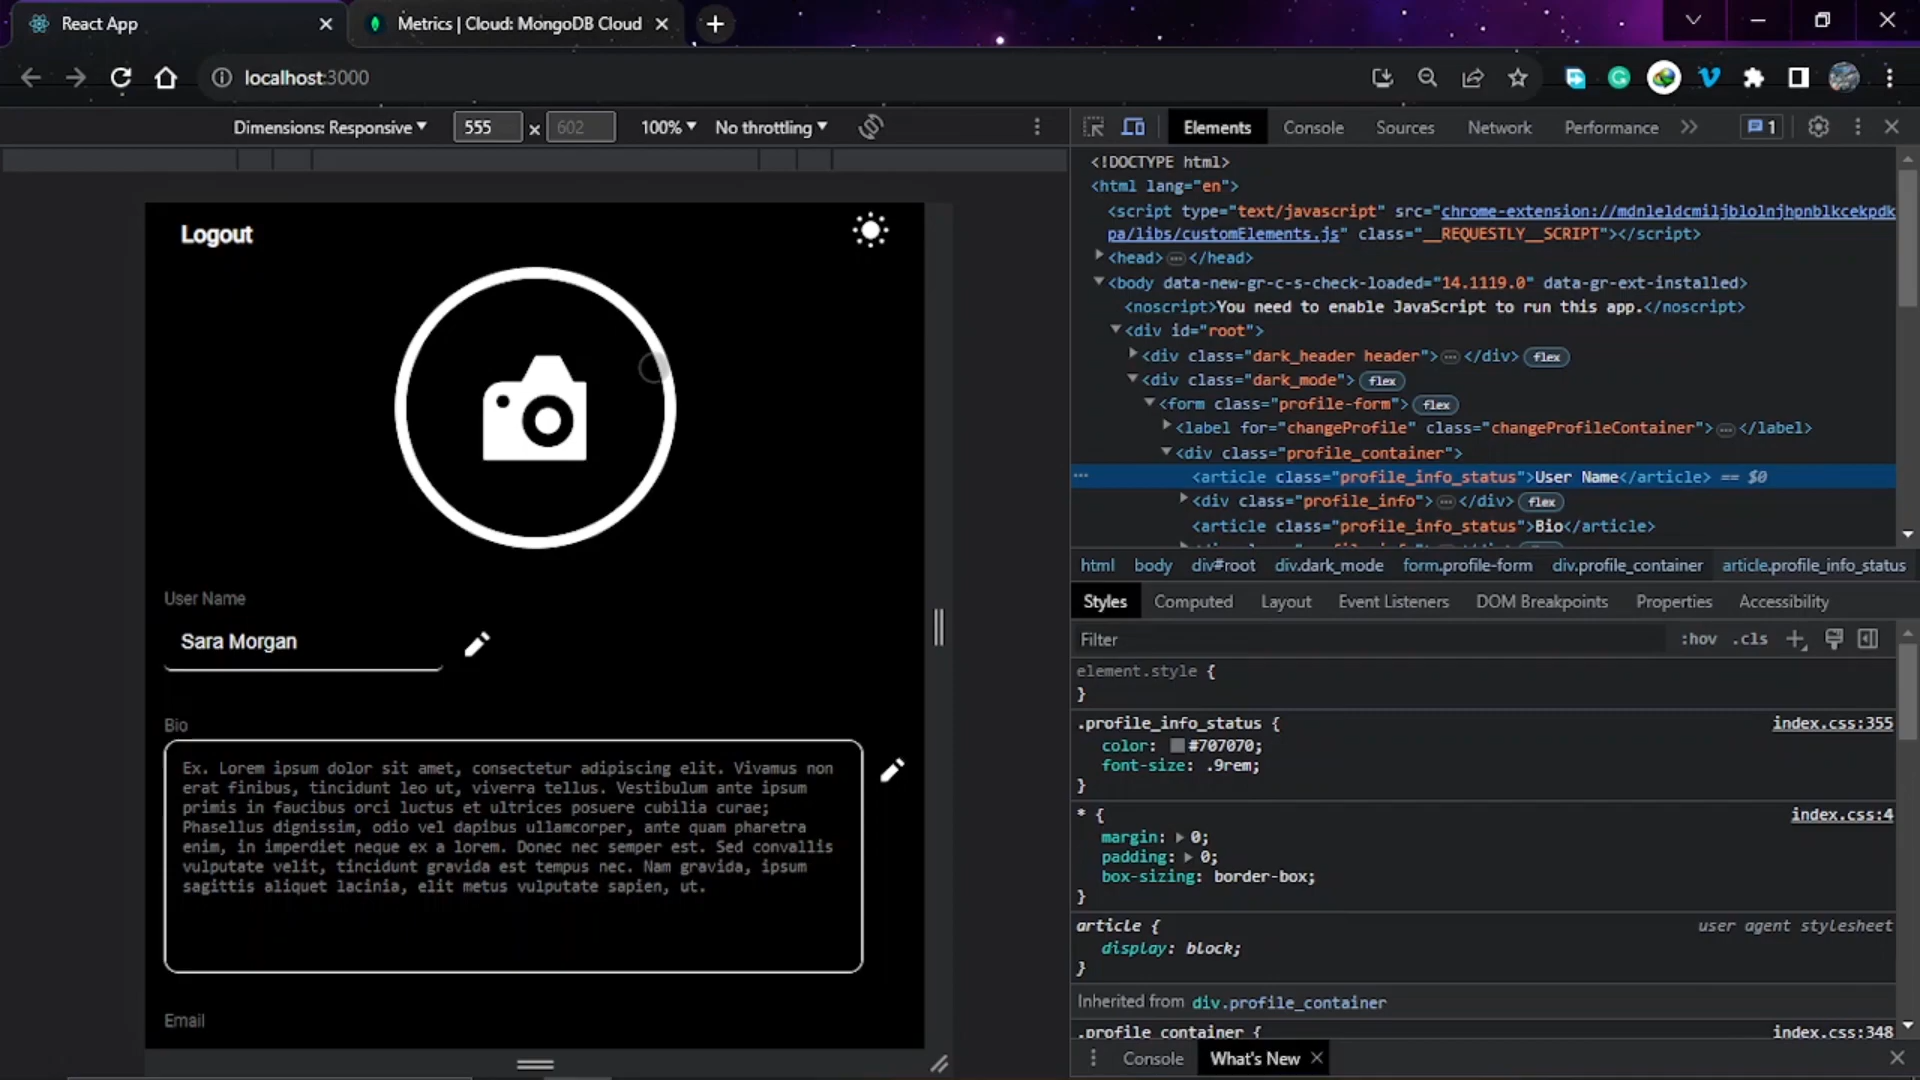 React App
Metrics | Cloud: MongoDB Cloud
localhost:3000
Dimensions: Responsive
555 x 602
100%
No throttling
Elements
Console
Sources
Network
Performance
1
Logout
User Name
Sara Morgan
Bio
Ex. Lorem ipsum dolor sit amet, consectetur adipiscing elit. Vivamus non
erat finibus, tincidunt leo ut, viverra tellus. Vestibulum ante ipsum
primis in faucibus orci luctus et ultrices posuere cubilia curae;
Phasellus dignissim, odio vel dapibus ullamcorper, ante quam pharetra
enim, in imperdiet neque ex a lorem. Donec nec semper est. Sed convallis
vulputate velit, tincidunt gravida est tempus nec. Nam gravida, ipsum
sagittis aliquet lacinia, elit metus vulputate sapien, ut.
Email
<!DOCTYPE html>
<html lang="en">
<script type="text/javascript" src="chrome-extension://mdnleldcmiljblolnjhpnblkcekpdk
pa/libs/customElements.js" class="__REQUESTLY__SCRIPT"></script>
<head>…</head>
<body data-new-gr-c-s-check-loaded="14.1119.0" data-gr-ext-installed>
<noscript>You need to enable JavaScript to run this app.</noscript>
<div id="root">
<div class="dark_header header">…</div> flex
<div class="dark_mode"> flex
<form class="profile-form"> flex
<label for="changeProfile" class="changeProfileContainer">…</label>
<div class="profile_container">
<article class="profile_info_status">User Name</article> == $0
<div class="profile_info">…</div> flex
<article class="profile_info_status">Bio</article>
html body div#root div.dark_mode form.profile-form div.profile_container article.profile_info_status
Styles
Computed
Layout
Event Listeners
DOM Breakpoints
Properties
Accessibility
Filter
:hov .cls
element.style {
}
.profile_info_status { index.css:355
color: #707070;
font-size: .9rem;
}
* { index.css:4
margin: 0;
padding: 0;
box-sizing: border-box;
}
article { user agent stylesheet
display: block;
}
Inherited from div.profile_container
.profile_container { index.css:348
Console
What's New